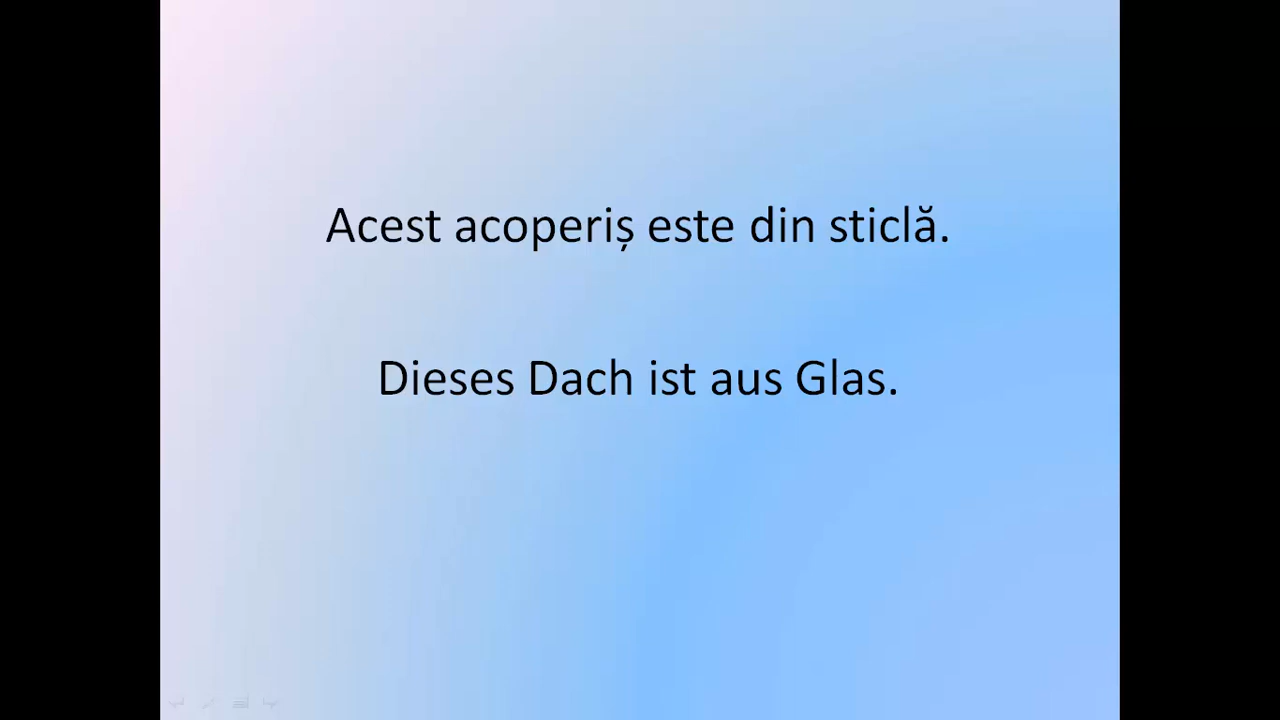 Acest acoperiș este din sticlă.
Dieses Dach ist aus Glas.